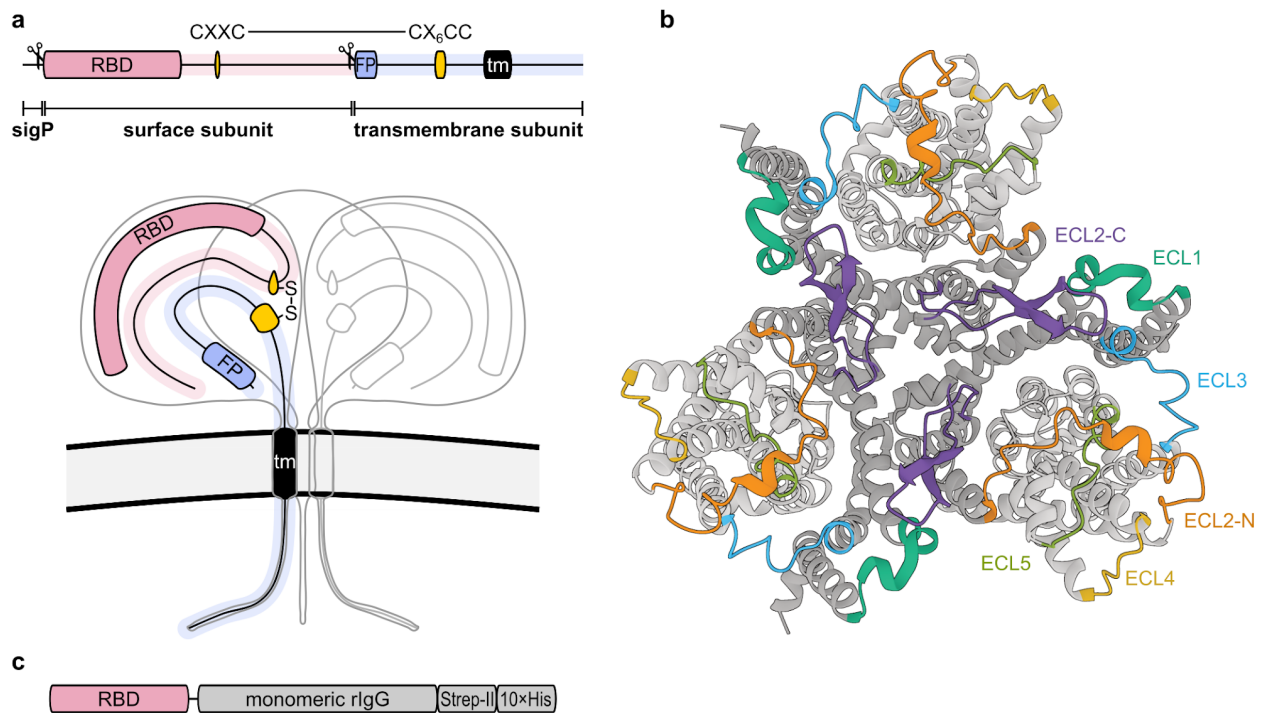 a
CXXC
CX₆CC
RBD
FP
tm
sigP
surface subunit
transmembrane subunit
RBD
S
S
FP
tm
b
ECL2-C
ECL1
ECL3
ECL2-N
ECL5
ECL4
c
RBD
monomeric rIgG
Strep-II
10×His